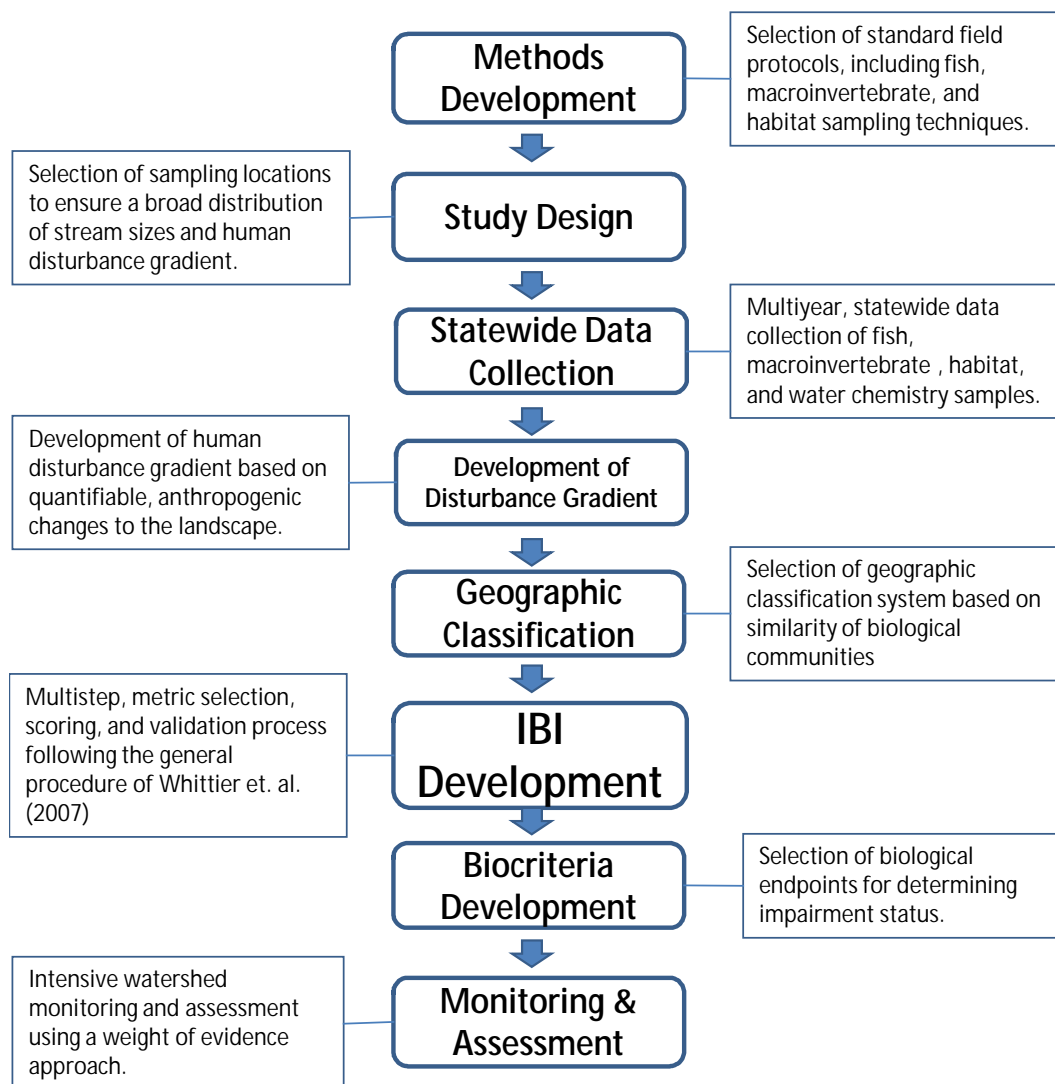 Methods
Development
Selection of standard field
protocols, including fish,
macroinvertebrate, and
habitat sampling techniques.
Selection of sampling locations
to ensure a broad distribution
of stream sizes and human
disturbance gradient.
Study Design
Statewide Data
Collection
Multiyear, statewide data
collection of fish,
macroinvertebrate , habitat,
and water chemistry samples.
Development of human
disturbance gradient based on
quantifiable, anthropogenic
changes to the landscape.
Development of
Disturbance Gradient
Geographic
Classification
Selection of geographic
classification system based on
similarity of biological
communities
Multistep, metric selection,
scoring, and validation process
following the general
procedure of Whittier et. al.
(2007)
IBI
Development
Biocriteria
Development
Selection of biological
endpoints for determining
impairment status.
Intensive watershed
monitoring and assessment
using a weight of evidence
approach.
Monitoring &
Assessment